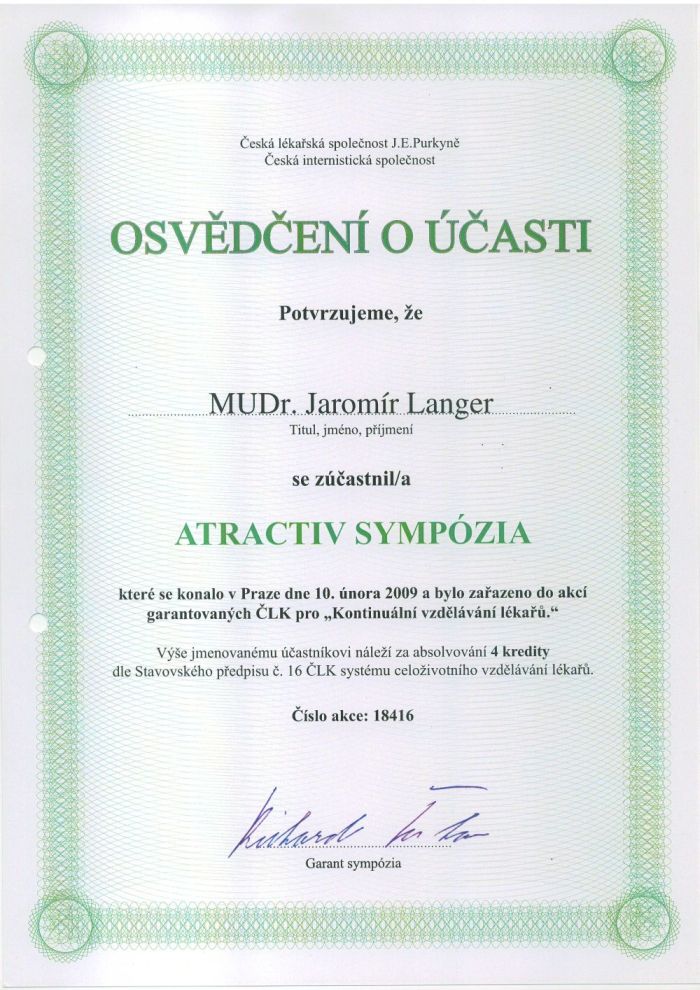 Česká lékařská společnost J.E.Purkyně
Česká internistická společnost
OSVĚDČENÍ O ÚČASTI
Potvrzujeme, že
MUDr. Jaromír Langer
Titul, jméno, příjmení
se zúčastnil/a
ATRACTIV SYMPÓZIA
které se konalo v Praze dne 10. února 2009 a bylo zařazeno do akcí
garantovaných ČLK pro „Kontinuální vzdělávání lékařů.“
Výše jmenovanému účastníkovi náleží za absolvování 4 kredity
dle Stavovského předpisu č. 16 ČLK systému celoživotního vzdělávání lékařů.
Číslo akce: 18416
Richard
Garant sympózia